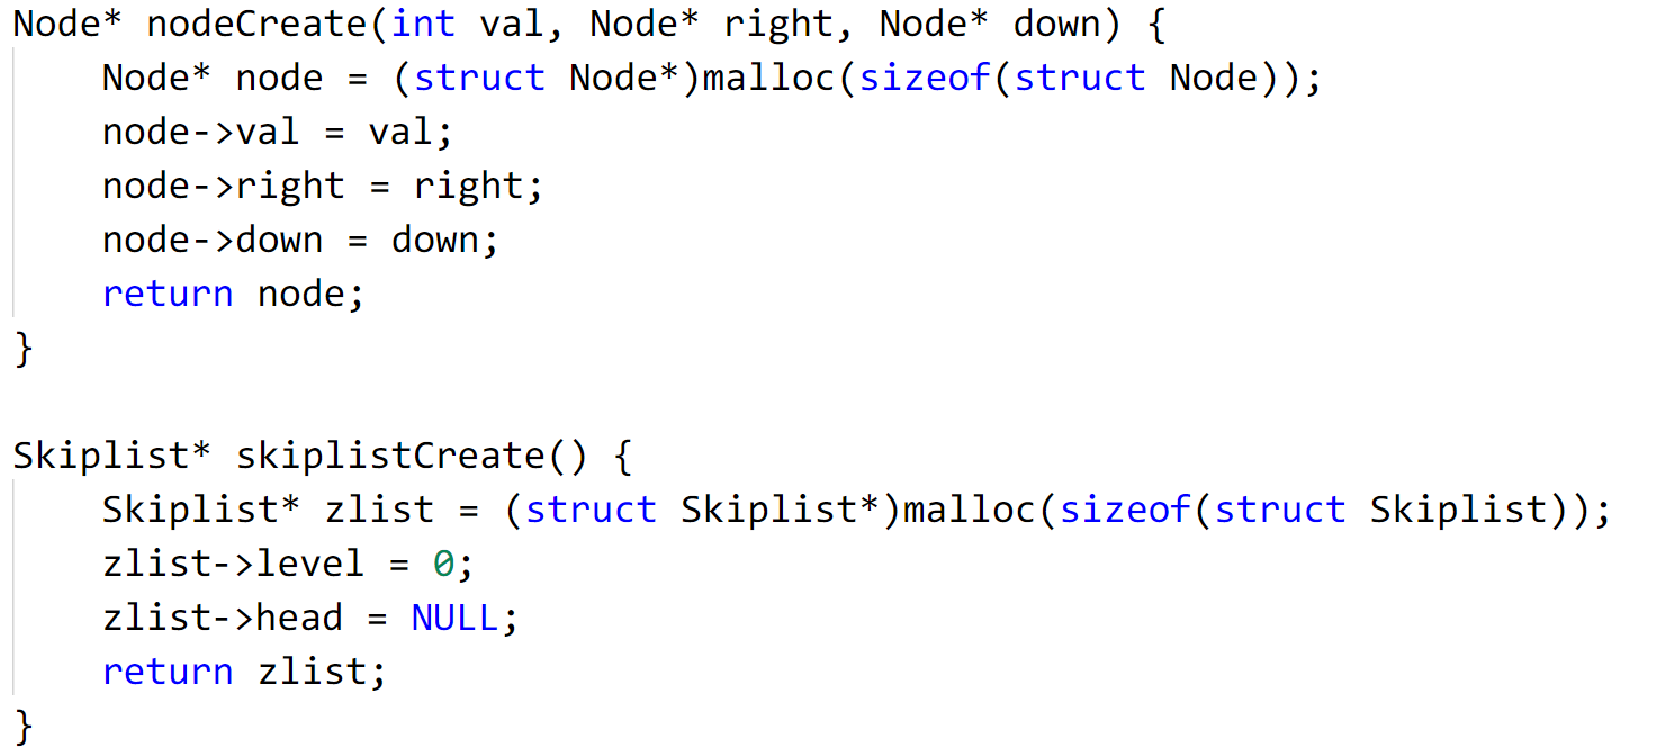 Node* nodeCreate(int val, Node* right, Node* down) {
    Node* node = (struct Node*)malloc(sizeof(struct Node));
    node->val = val;
    node->right = right;
    node->down = down;
    return node;
}

Skiplist* skiplistCreate() {
    Skiplist* zlist = (struct Skiplist*)malloc(sizeof(struct Skiplist));
    zlist->level = 0;
    zlist->head = NULL;
    return zlist;
}